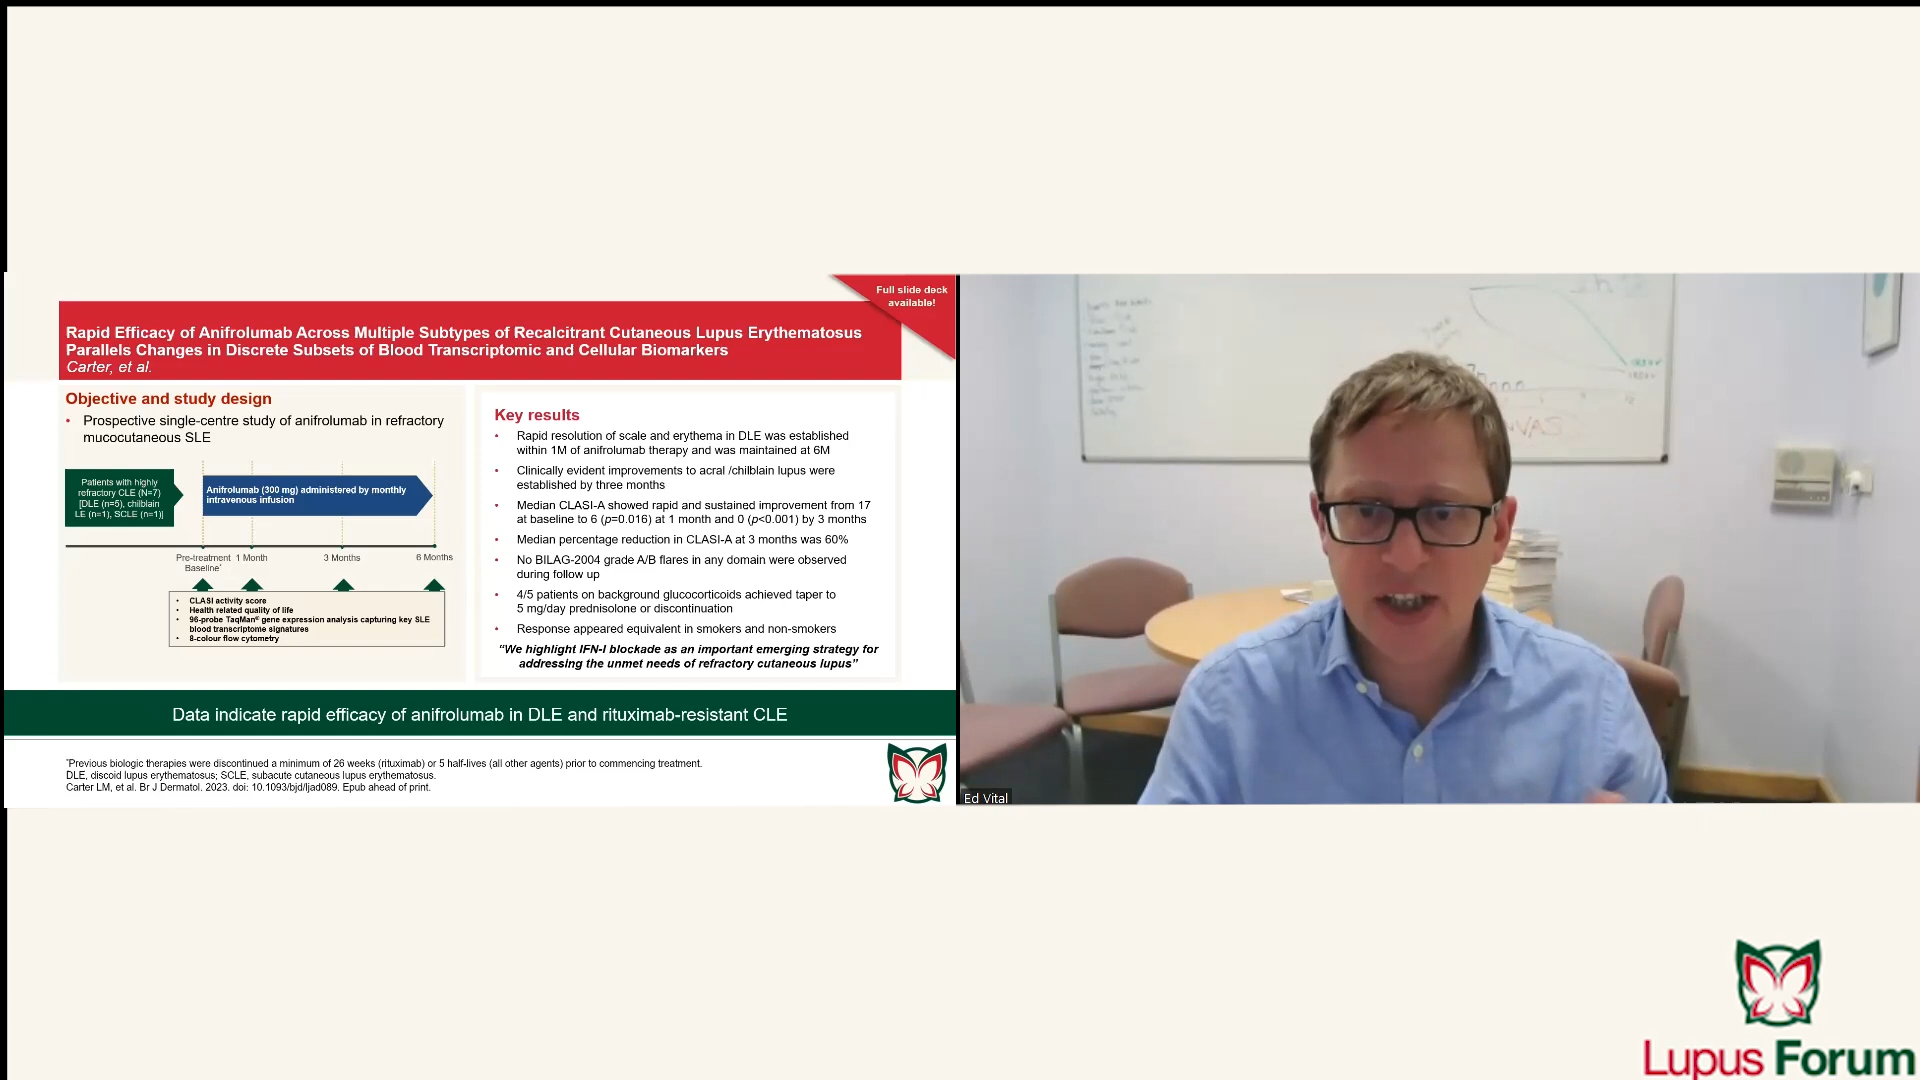 Full slide deck
available!
Rapid Efficacy of Anifrolumab Across Multiple Subtypes of Recalcitrant Cutaneous Lupus Erythematosus
Parallels Changes in Discrete Subsets of Blood Transcriptomic and Cellular Biomarkers
Carter, et al.
Objective and study design
• Prospective single-centre study of anifrolumab in refractory
mucocutaneous SLE
Patients with highly
refractory CLE (N=7)
[DLE (n=5), chilblain
LE (n=1), SCLE (n=1)]
Anifrolumab (300 mg) administered by monthly
intravenous infusion
Pre-treatment 1 Month 3 Months 6 Months
Baseline*
• CLASI activity score
• Health related quality of life
• 96-probe TaqMan® gene expression analysis capturing key SLE
blood transcriptome signatures
• 8-colour flow cytometry
Key results
• Rapid resolution of scale and erythema in DLE was established
within 1M of anifrolumab therapy and was maintained at 6M
• Clinically evident improvements to acral /chilblain lupus were
established by three months
• Median CLASI-A showed rapid and sustained improvement from 17
at baseline to 6 (p=0.016) at 1 month and 0 (p<0.001) by 3 months
• Median percentage reduction in CLASI-A at 3 months was 60%
• No BILAG-2004 grade A/B flares in any domain were observed
during follow up
• 4/5 patients on background glucocorticoids achieved taper to
5 mg/day prednisolone or discontinuation
• Response appeared equivalent in smokers and non-smokers
“We highlight IFN-I blockade as an important emerging strategy for
addressing the unmet needs of refractory cutaneous lupus”
Data indicate rapid efficacy of anifrolumab in DLE and rituximab-resistant CLE
*Previous biologic therapies were discontinued a minimum of 26 weeks (rituximab) or 5 half-lives (all other agents) prior to commencing treatment.
DLE, discoid lupus erythematosus; SCLE, subacute cutaneous lupus erythematosus.
Carter LM, et al. Br J Dermatol. 2023. doi: 10.1093/bjd/ljad089. Epub ahead of print.
Ed Vital
Lupus Forum